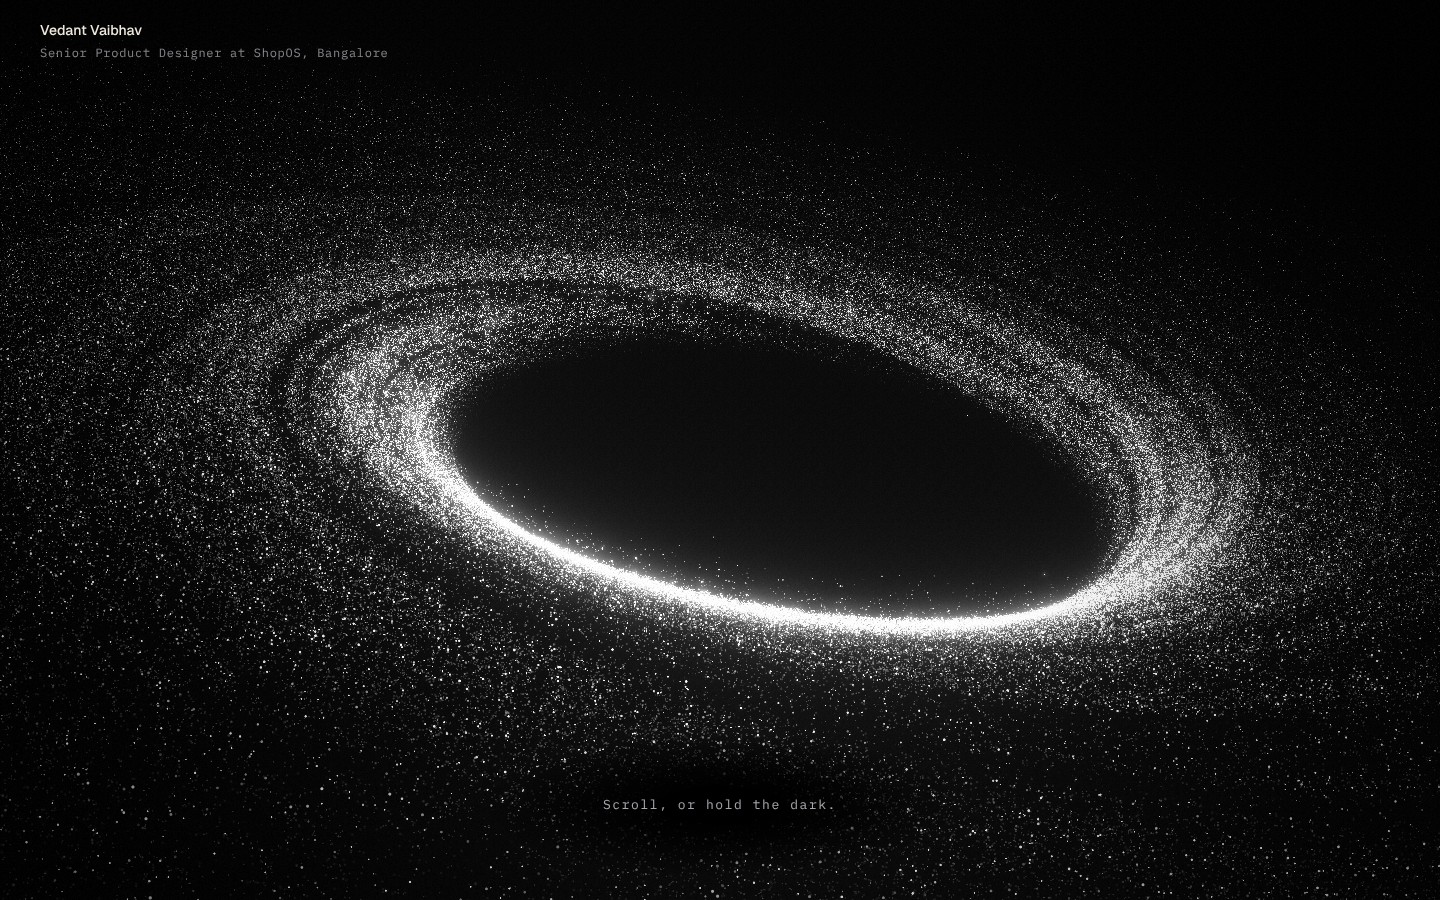 Vedant Vaibhav
Senior Product Designer at ShopOS, Bangalore
Scroll, or hold the dark.